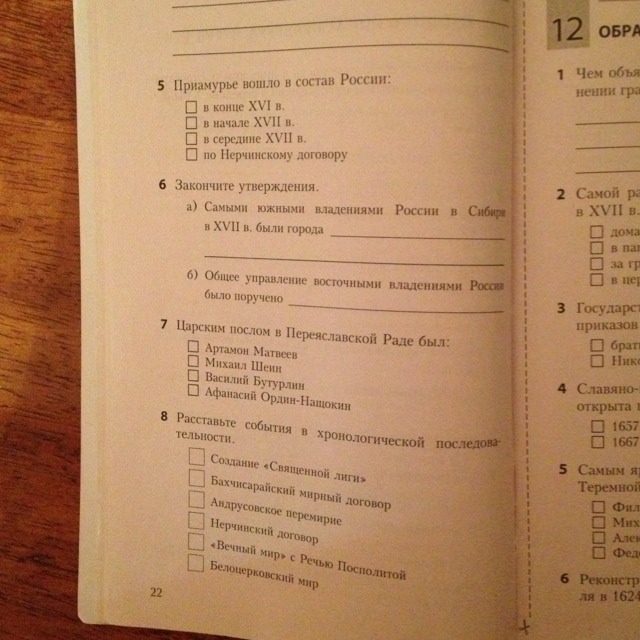 5 Приамурье вошло в состав России:
в конце XVI в.
в начале XVII в.
в середине XVII в.
по Нерчинскому договору
6 Закончите утверждения.
а) Самыми южными владениями России в Сибири
в XVII в. были города
б) Общее управление восточными владениями России
было поручено
7 Царским послом в Переяславской Раде был:
Артамон Матвеев
Михаил Шеин
Василий Бутурлин
Афанасий Ордин-Нащокин
8 Расставьте события в хронологической последова-
тельности.
Создание «Священной лиги»
Бахчисарайский мирный договор
Андрусовское перемирие
Нерчинский договор
«Вечный мир» с Речью Посполитой
Белоцерковский мир
22
12 ОБРА
1 Чем объя
нении гра
2 Самой ра
в XVII в.
дома
в па
за гр
в цер
3 Государст
приказов
брат
Нико
4 Славяно-
открыта
1657
1667
5 Самым яр
Теремной
Фил
Мих
Алек
Федо
6 Реконстр
ля в 1624